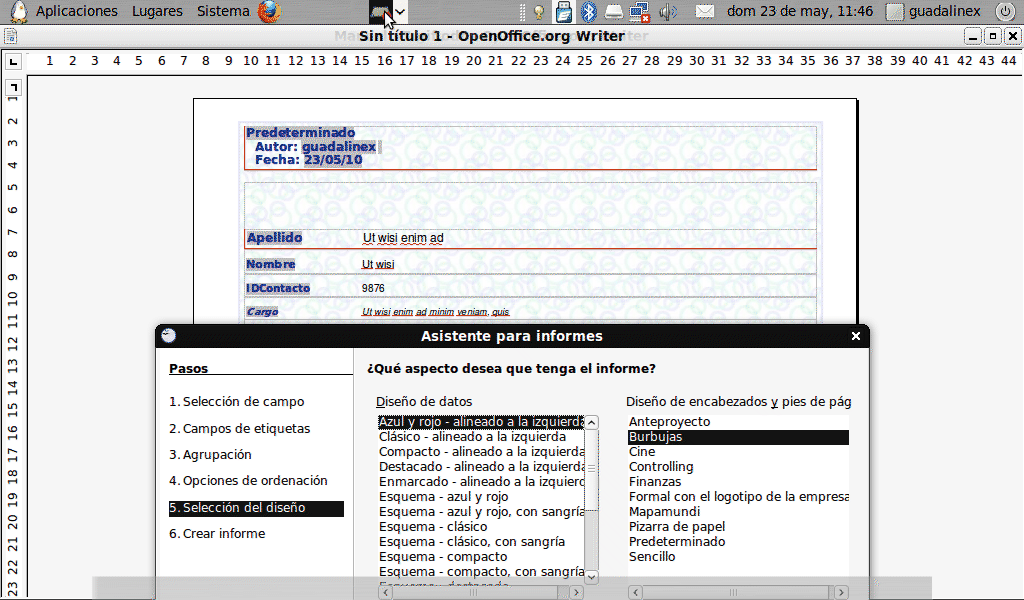 Aplicaciones Lugares Sistema dom 23 de may, 11:46 guadalinex
Sin título 1 - OpenOffice.org Writer
1 2 3 4 5 6 7 8 9 10 11 12 13 14 15 16 17 18 19 20 21 22 23 24 25 26 27 28 29 30 31 32 33 34 35 36 37 38 39 40 41 42 43 44
1
2
3
4
5
6
7
8
9
10
11
12
13
14
15
16
17
18
19
20
21
22
23
Predeterminado
Autor: guadalinex
Fecha: 23/05/10
Apellido Ut wisi enim ad
Nombre Ut wisi
IDContacto 9876
Cargo Ut wisi enim ad minim veniam, quis
Asistente para informes
Pasos
1. Selección de campo
2. Campos de etiquetas
3. Agrupación
4. Opciones de ordenación
5. Selección del diseño
6. Crear informe
¿Qué aspecto desea que tenga el informe?
Diseño de datos
Azul y rojo - alineado a la izquierda
Clásico - alineado a la izquierda
Compacto - alineado a la izquierda
Destacado - alineado a la izquierda
Enmarcado - alineado a la izquierd
Esquema - azul y rojo
Esquema - azul y rojo, con sangría
Esquema - clásico
Esquema - clásico, con sangría
Esquema - compacto
Esquema - compacto, con sangría
Diseño de encabezados y pies de pág
Anteproyecto
Burbujas
Cine
Controlling
Finanzas
Formal con el logotipo de la empresa
Mapamundi
Pizarra de papel
Predeterminado
Sencillo